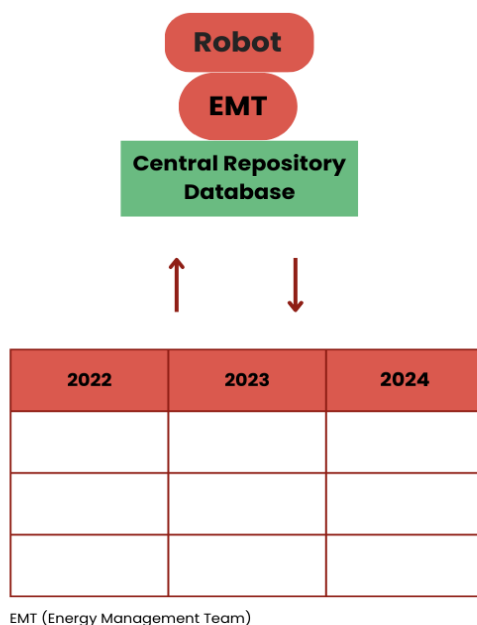 Robot
EMT
Central Repository
Database
2022 2023 2024
EMT (Energy Management Team)